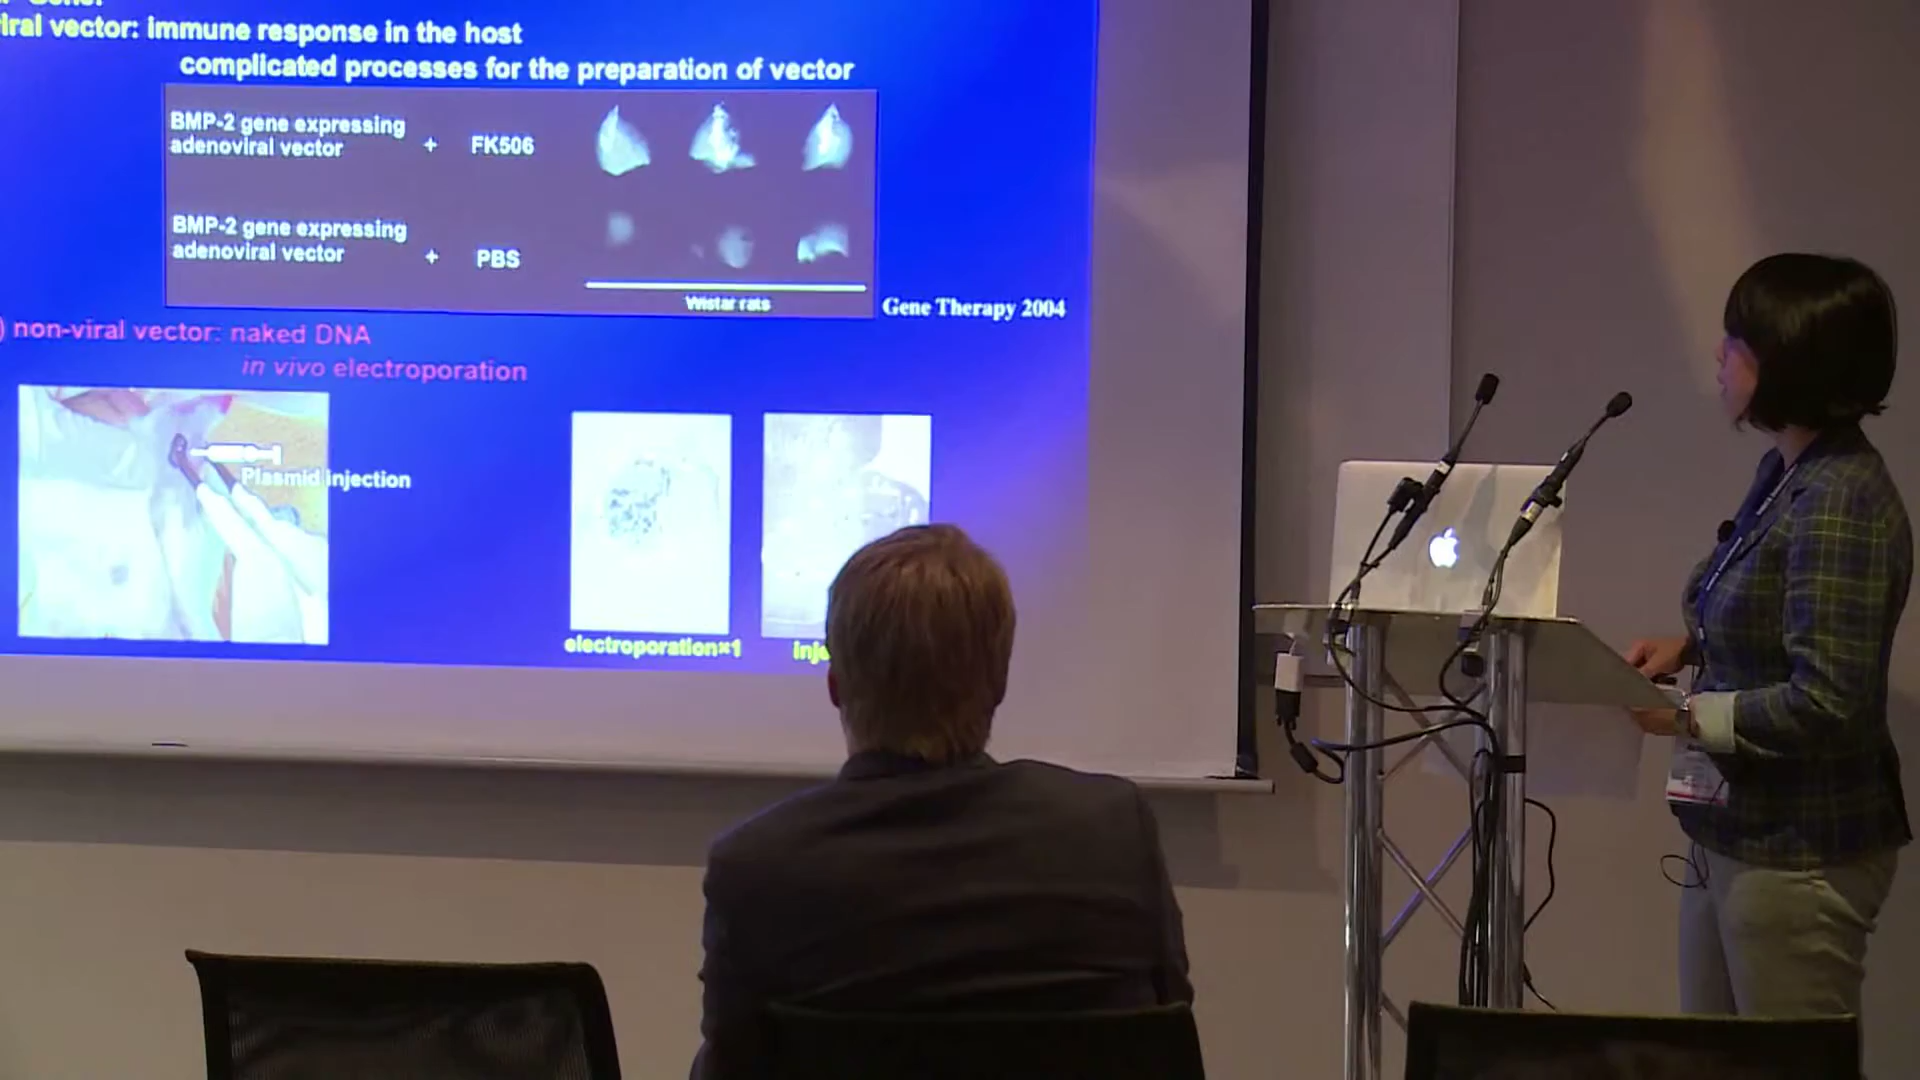 viral vector: immune response in the host
complicated processes for the preparation of vector
BMP-2 gene expressing
adenoviral vector + FK506
BMP-2 gene expressing
adenoviral vector + PBS
Wistar rats
Gene Therapy 2004
) non-viral vector: naked DNA
in vivo electroporation
Plasmid injection
electroporation×1
inje